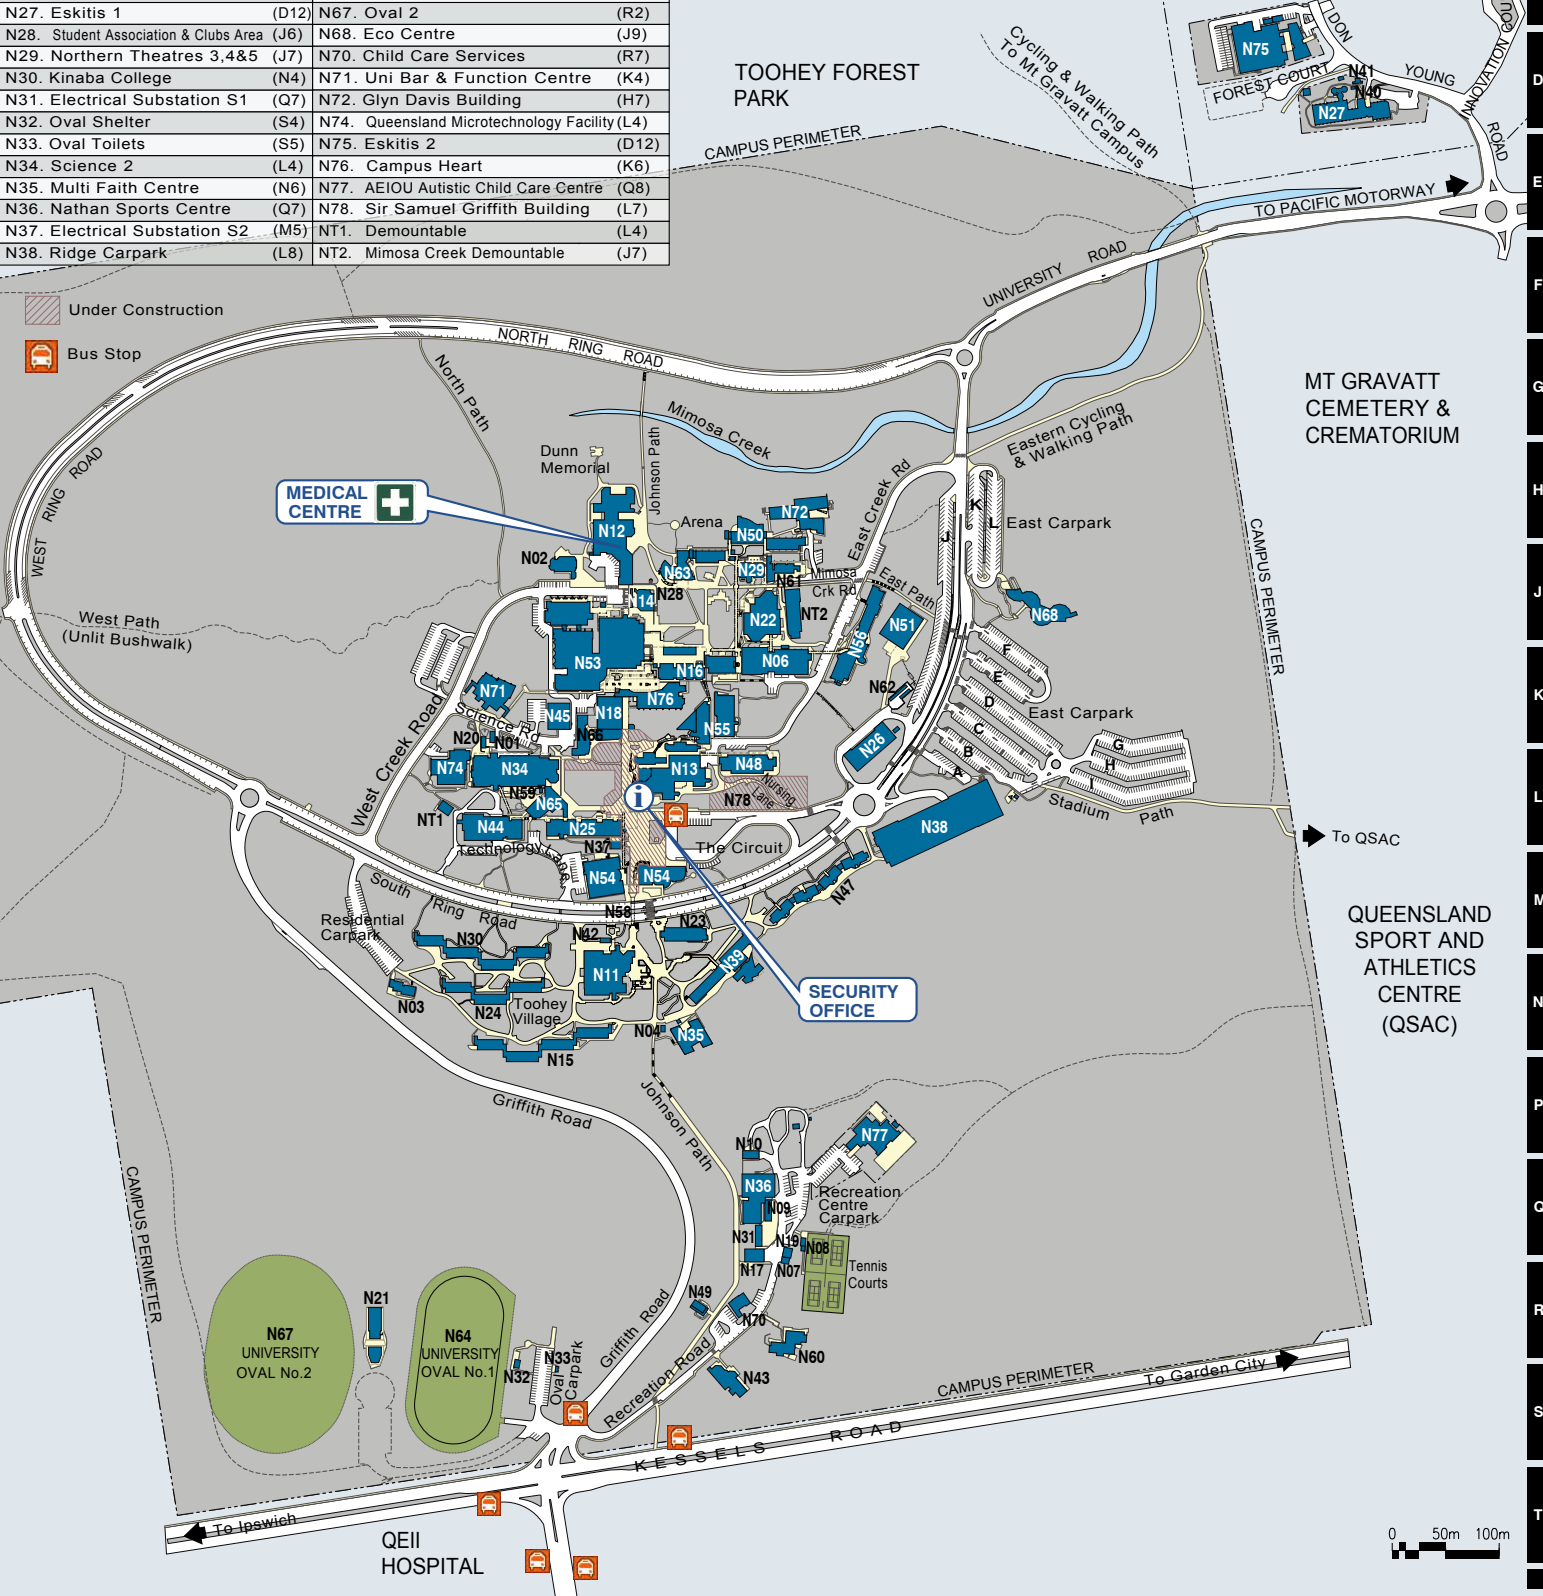 N27. Eskitis 1 (D12) N67. Oval 2 (R2)
N28. Student Association & Clubs Area (J6) N68. Eco Centre (J9)
N29. Northern Theatres 3,4&5 (J7) N70. Child Care Services (R7)
N30. Kinaba College (N4) N71. Uni Bar & Function Centre (K4)
N31. Electrical Substation S1 (Q7) N72. Glyn Davis Building (H7)
N32. Oval Shelter (S4) N74. Queensland Microtechnology Facility (L4)
N33. Oval Toilets (S5) N75. Eskitis 2 (D12)
N34. Science 2 (L4) N76. Campus Heart (K6)
N35. Multi Faith Centre (N6) N77. AEIOU Autistic Child Care Centre (Q8)
N36. Nathan Sports Centre (Q7) N78. Sir Samuel Griffith Building (L7)
N37. Electrical Substation S2 (M5) NT1. Demountable (L4)
N38. Ridge Carpark (L8) NT2. Mimosa Creek Demountable (J7)
Under Construction
Bus Stop
TOOHEY FOREST
PARK
CAMPUS PERIMETER
Cycling & Walking Path
To Mt Gravatt Campus
N75
FOREST COURT
DON
YOUNG
ROAD
N41
N40
N27
TO PACIFIC MOTORWAY
UNIVERSITY ROAD
D
E
F
G
H
J
K
L
M
N
P
Q
R
S
T
NORTH RING ROAD
North Path
WEST RING ROAD
Mimosa Creek
Johnson Path
Dunn
Memorial
MEDICAL
CENTRE
Arena
East Creek Rd
Eastern Cycling
& Walking Path
MT GRAVATT
CEMETERY &
CREMATORIUM
CAMPUS PERIMETER
N12
N02
N72
N50
N63
N29
N61
N28
N14
Mimosa
Crk Rd
East Path
NT2
N22
N56
N51
N53
N16
N06
N62
N76
K
L
J
East Carpark
N68
F
E
D
C
B
A
East Carpark
G
H
I
West Path
(Unlit Bushwalk)
N71
Science Rd
N45
N18
N66
N55
N26
N20
N01
N74
N34
N13
N48
N59
N65
N78
Nursing
Lane
West Creek Road
NT1
N44
N25
N37
Technology Lane
The Circuit
N38
Stadium Path
To QSAC
N54
N54
N47
N58
South Ring Road
Residential
Carpark
N30
N42
N23
N11
N39
N03
N24
Toohey
Village
N04
N35
N15
SECURITY
OFFICE
QUEENSLAND
SPORT AND
ATHLETICS
CENTRE
(QSAC)
Griffith Road
Johnson Path
N10
N77
N36
N09
Recreation
Centre
Carpark
N31
N19
N08
N17
N07
Tennis
Courts
N49
N70
N60
N43
CAMPUS PERIMETER
N67
UNIVERSITY
OVAL No.2
N21
N64
UNIVERSITY
OVAL No.1
N33
N32
Oval
Carpark
Griffith Road
Recreation Road
CAMPUS PERIMETER
To Garden City
KESSELS ROAD
To Ipswich
QEII
HOSPITAL
0 50m 100m